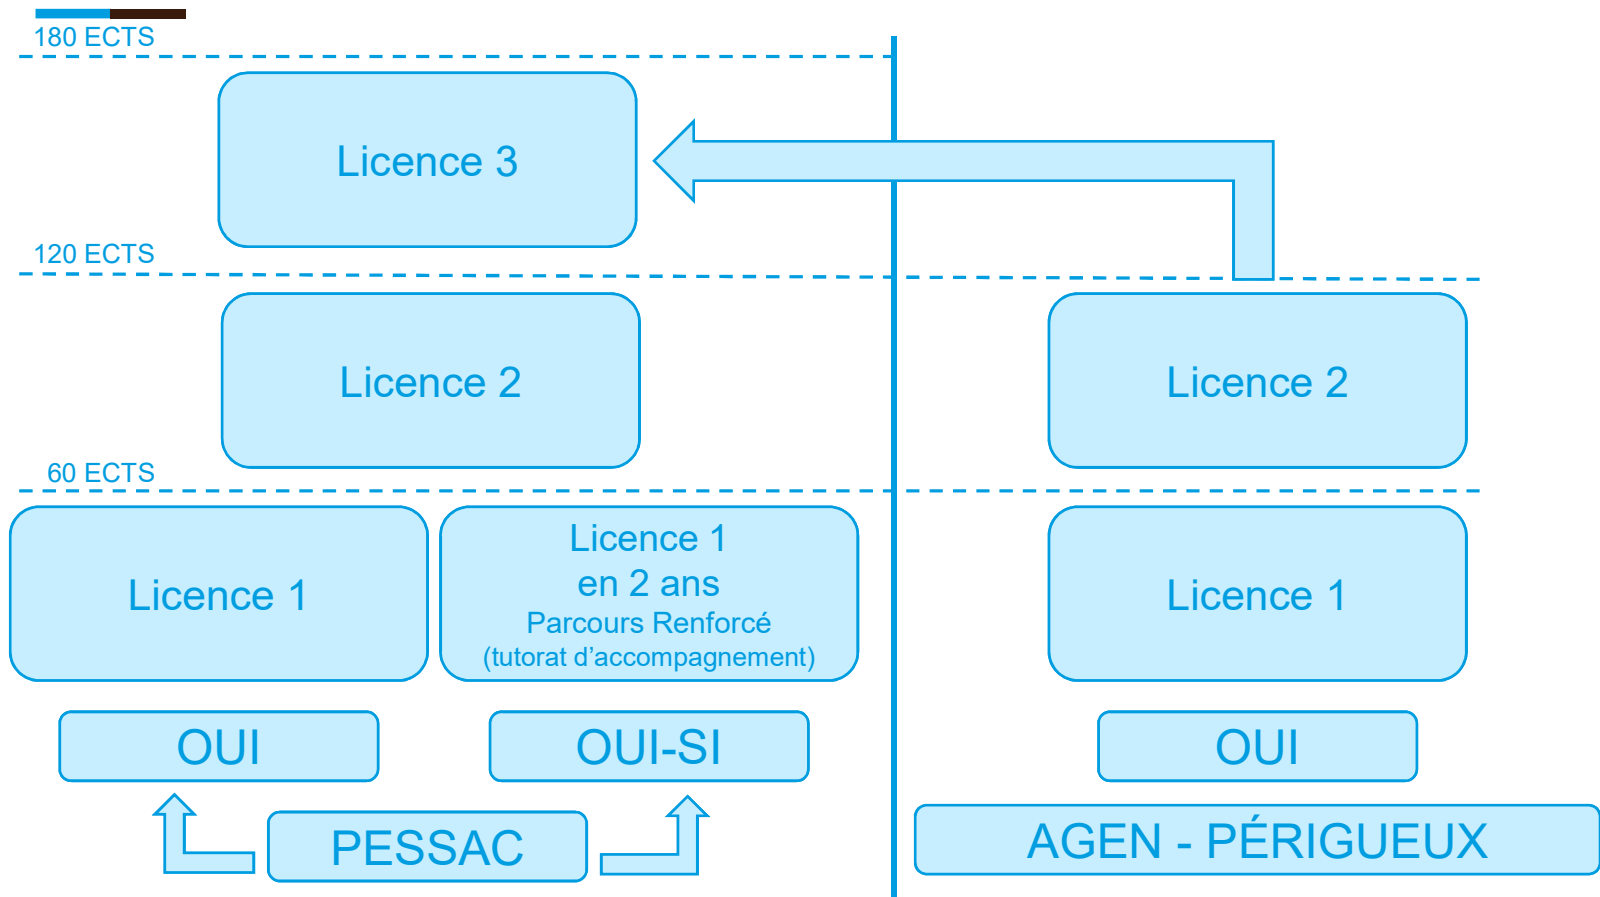 180 ECTS
Licence 3
120 ECTS
Licence 2
Licence 2
60 ECTS
Licence 1
Licence 1
en 2 ans
Parcours Renforcé
(tutorat d’accompagnement)
Licence 1
OUI
OUI-SI
OUI
PESSAC
AGEN - PÉRIGUEUX